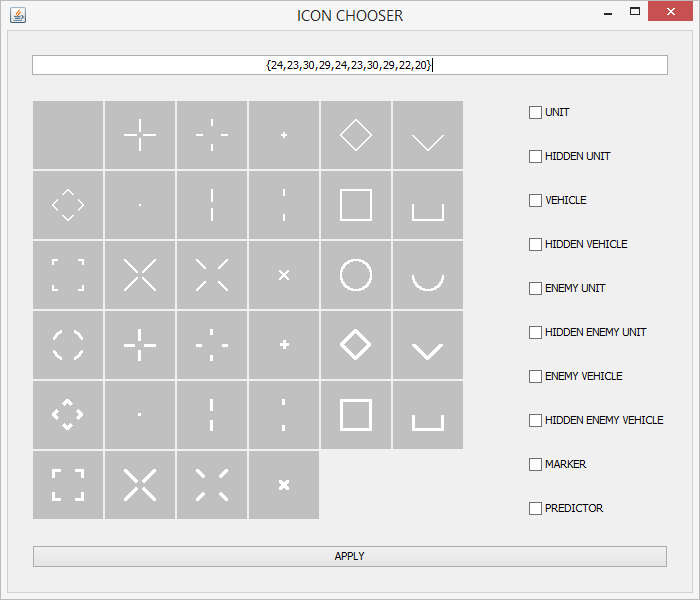 ICON CHOOSER
{24,23,30,29,24,23,30,29,22,20}
UNIT
HIDDEN UNIT
VEHICLE
HIDDEN VEHICLE
ENEMY UNIT
HIDDEN ENEMY UNIT
ENEMY VEHICLE
HIDDEN ENEMY VEHICLE
MARKER
PREDICTOR
APPLY